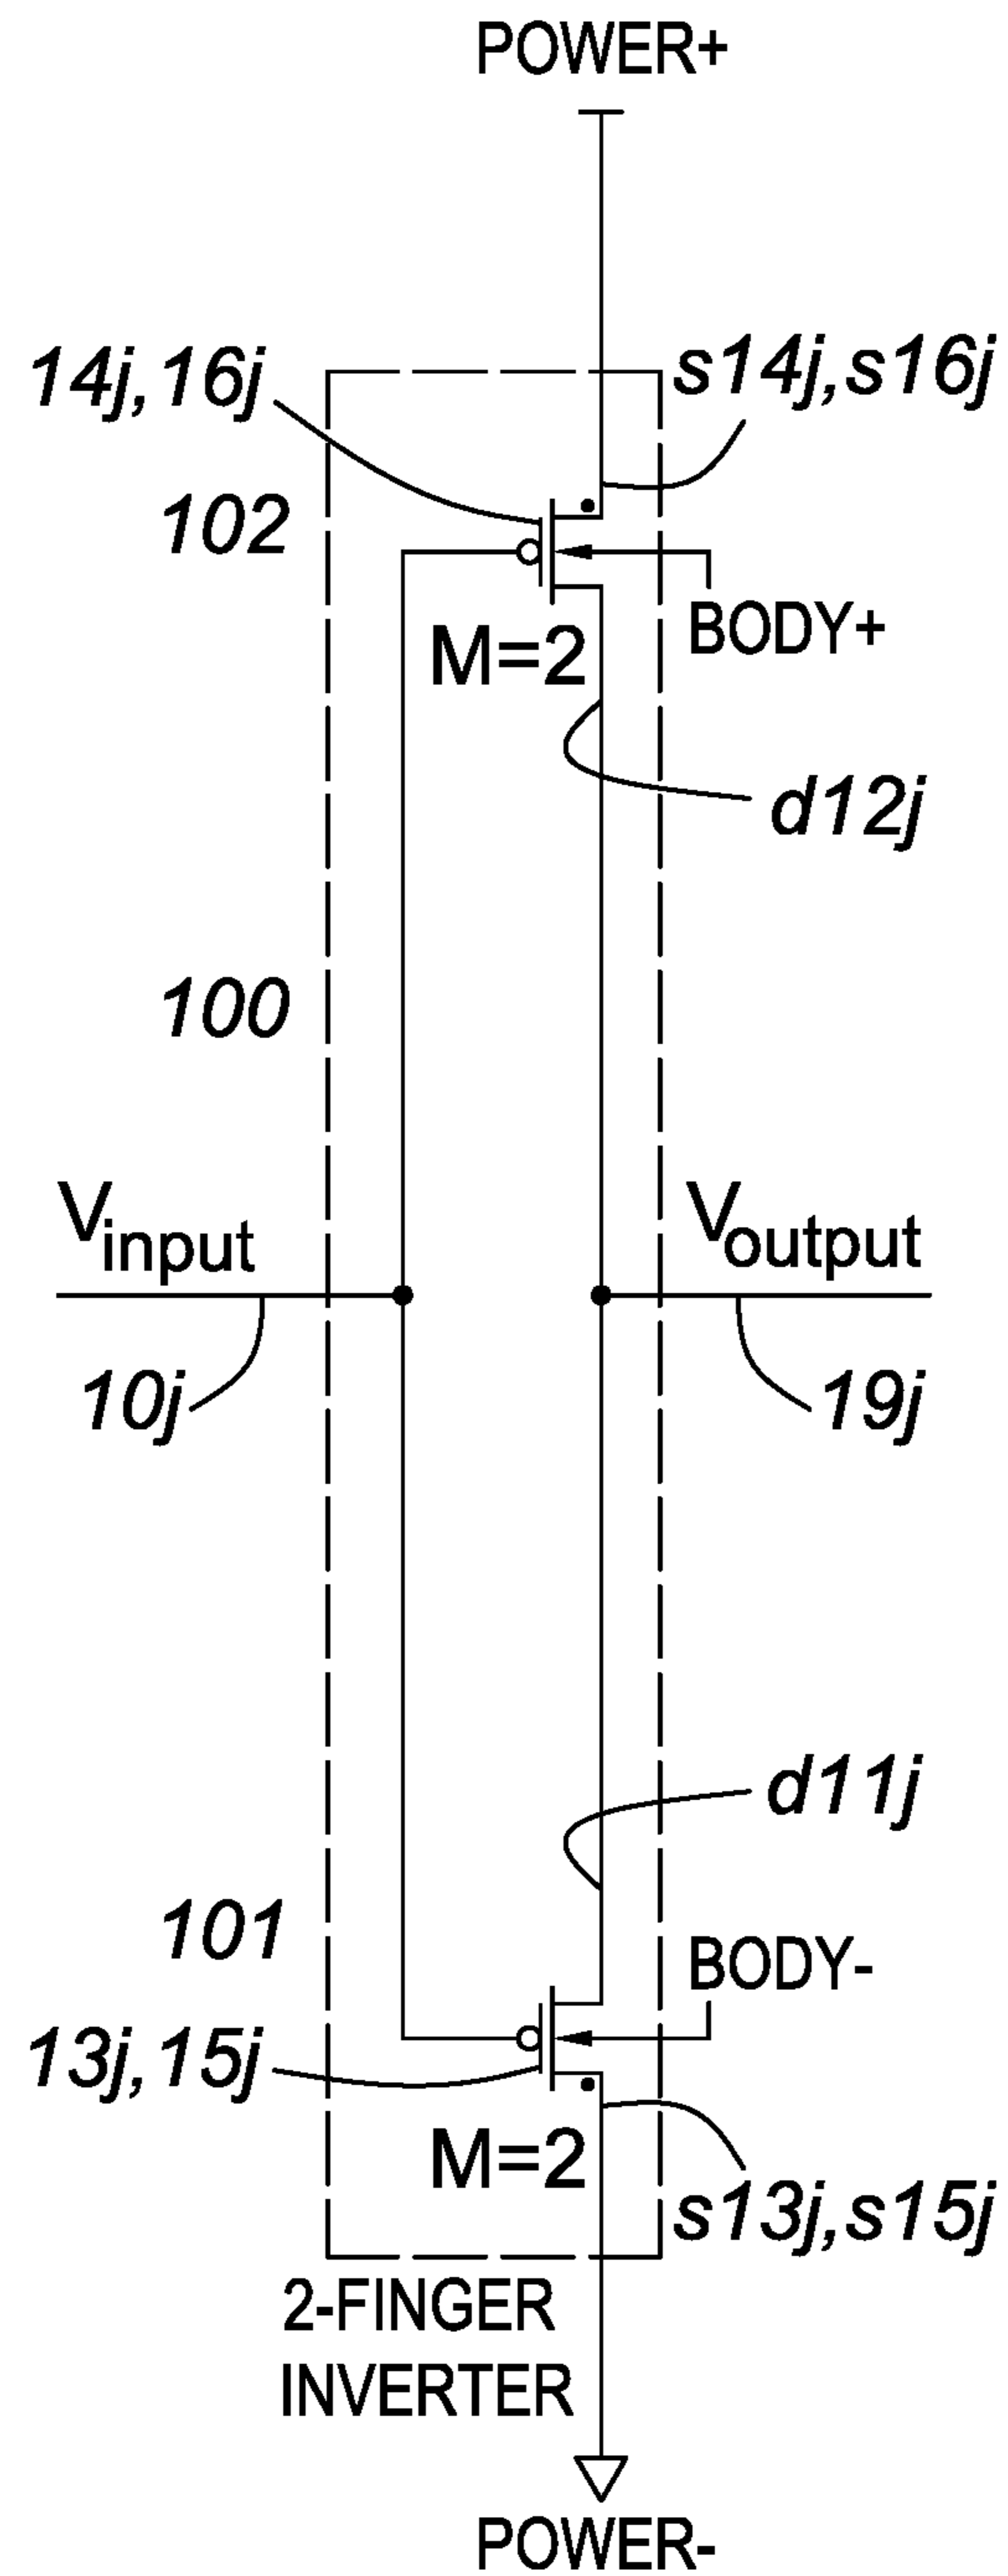 POWER+
14j,16j
s14j,s16j
102
BODY+
M=2
d12j
100
Vinput
Voutput
10j
19j
d11j
101
BODY-
13j,15j
M=2
s13j,s15j
2-FINGER
INVERTER
POWER-